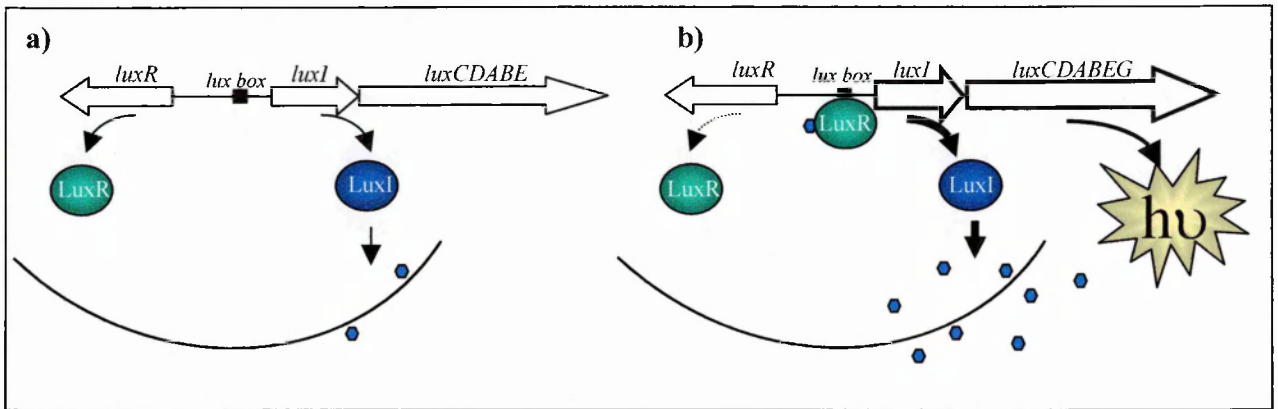 a)
luxR
lux box
luxI
luxCDABE
LuxR
LuxI
b)
luxR
lux box
luxI
luxCDABEG
LuxR
LuxR
LuxI
hυ